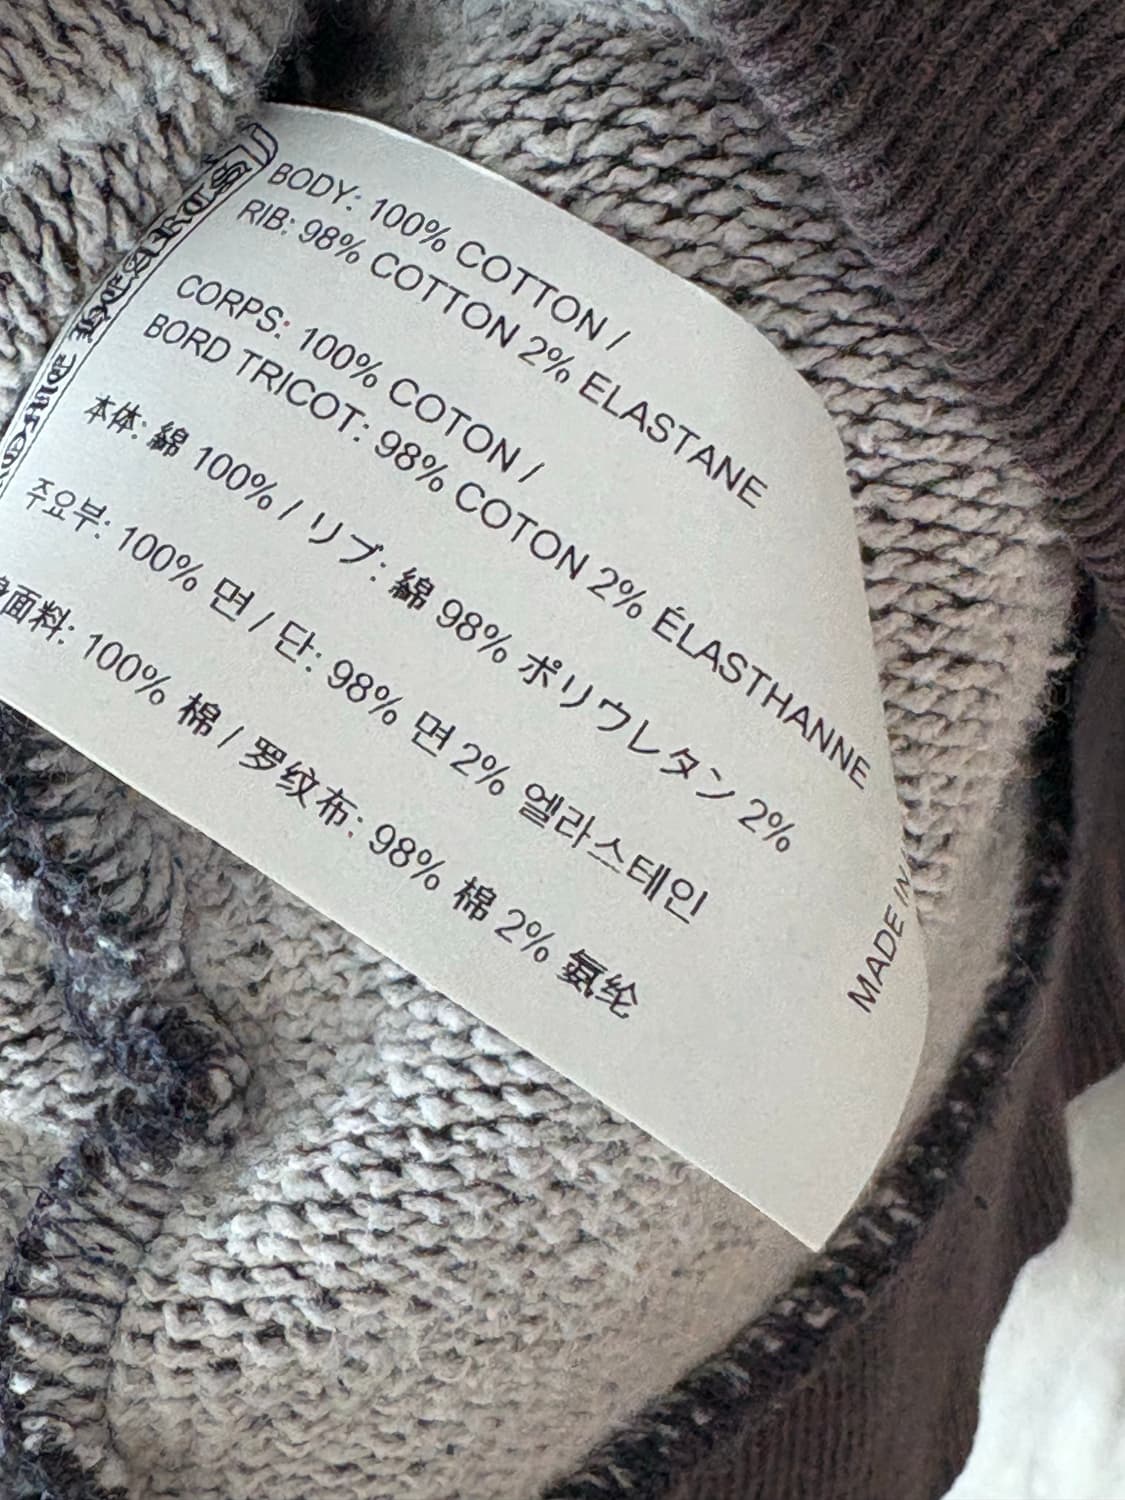 BODY: 100% COTTON /
RIB: 98% COTTON 2% ELASTANE
CORPS: 100% COTON /
BORD TRICOT: 98% COTON 2% ÉLASTHANNE
本体: 綿 100% / リブ: 綿 98% ポリウレタン 2%
주요부: 100% 면 / 단: 98% 면 2% 엘라스테인
面料: 100% 棉 / 罗纹布: 98% 棉 2% 氨纶
MADE IN